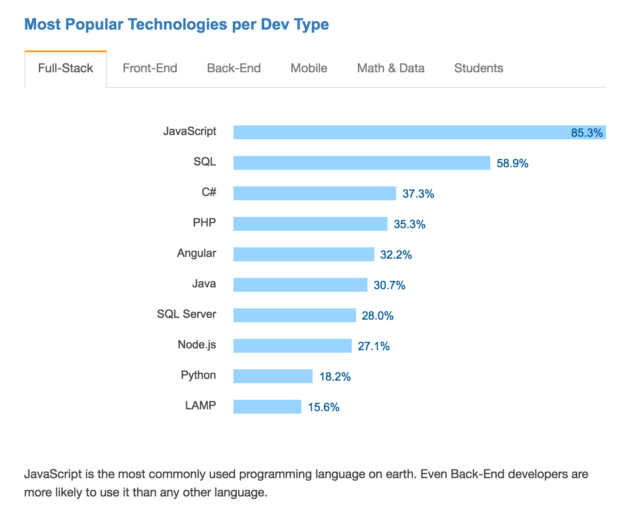 Most Popular Technologies per Dev Type
Full-Stack Front-End Back-End Mobile Math & Data Students
JavaScript 85.3%
SQL 58.9%
C# 37.3%
PHP 35.3%
Angular 32.2%
Java 30.7%
SQL Server 28.0%
Node.js 27.1%
Python 18.2%
LAMP 15.6%
JavaScript is the most commonly used programming language on earth. Even Back-End developers are
more likely to use it than any other language.